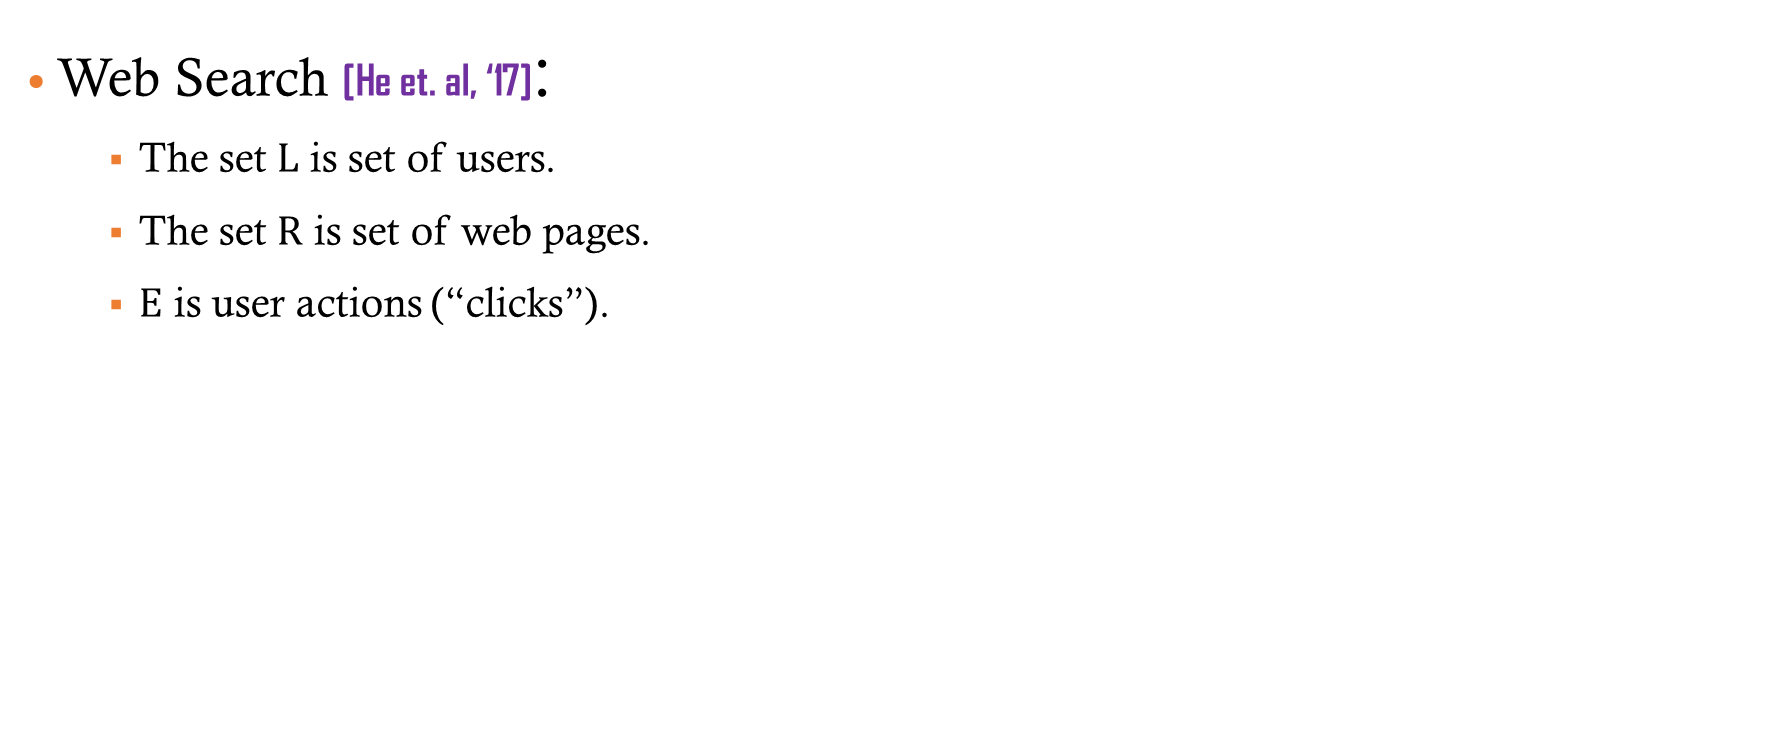 • Web Search [He et. al, ‘17]:
▪ The set L is set of users.
▪ The set R is set of web pages.
▪ E is user actions (“clicks”).